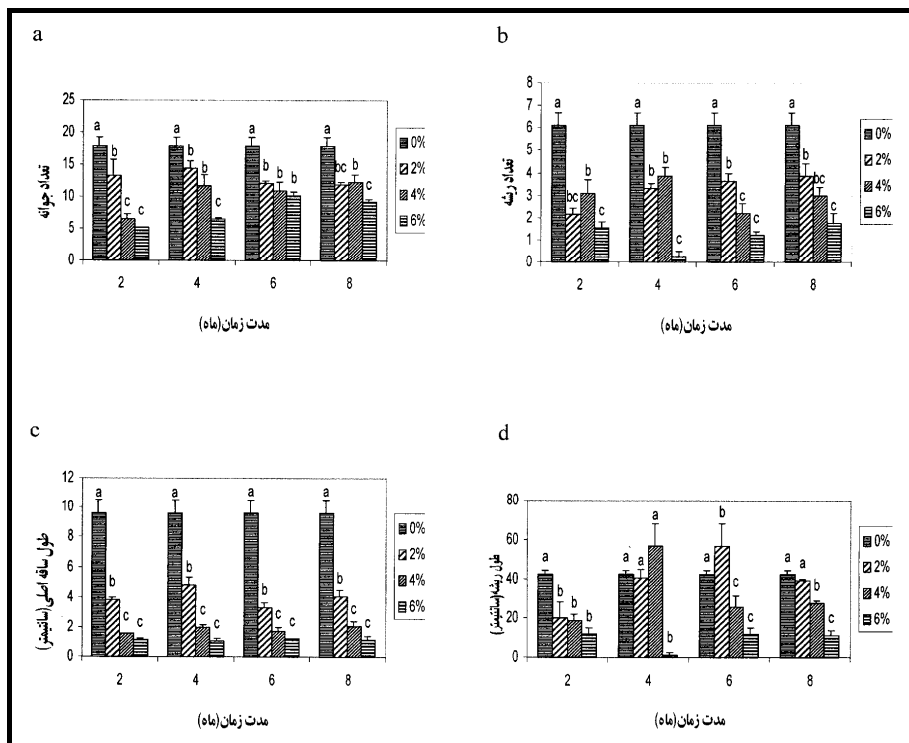 a
25
20
15
10
5
0
تعداد جوانه
a b c c
a b b c
a b b b
a bc b c
2 4 6 8
مدت زمان(ماه)
0%
2%
4%
6%
b
8
7
6
5
4
3
2
1
0
تعداد ریشه
a bc b c
a b b c
a b c c
a b bc c
2 4 6 8
مدت زمان(ماه)
0%
2%
4%
6%
c
12
10
8
6
4
2
0
طول ساقه اصلی(سانتیمتر)
a b c c
a b c c
a b c c
a b c c
2 4 6 8
مدت زمان(ماه)
0%
2%
4%
6%
d
80
60
40
20
0
طول ریشه(سانتیمتر)
a b b b
a a a b
a b c c
a a b c
2 4 6 8
مدت زمان(ماه)
0%
2%
4%
6%